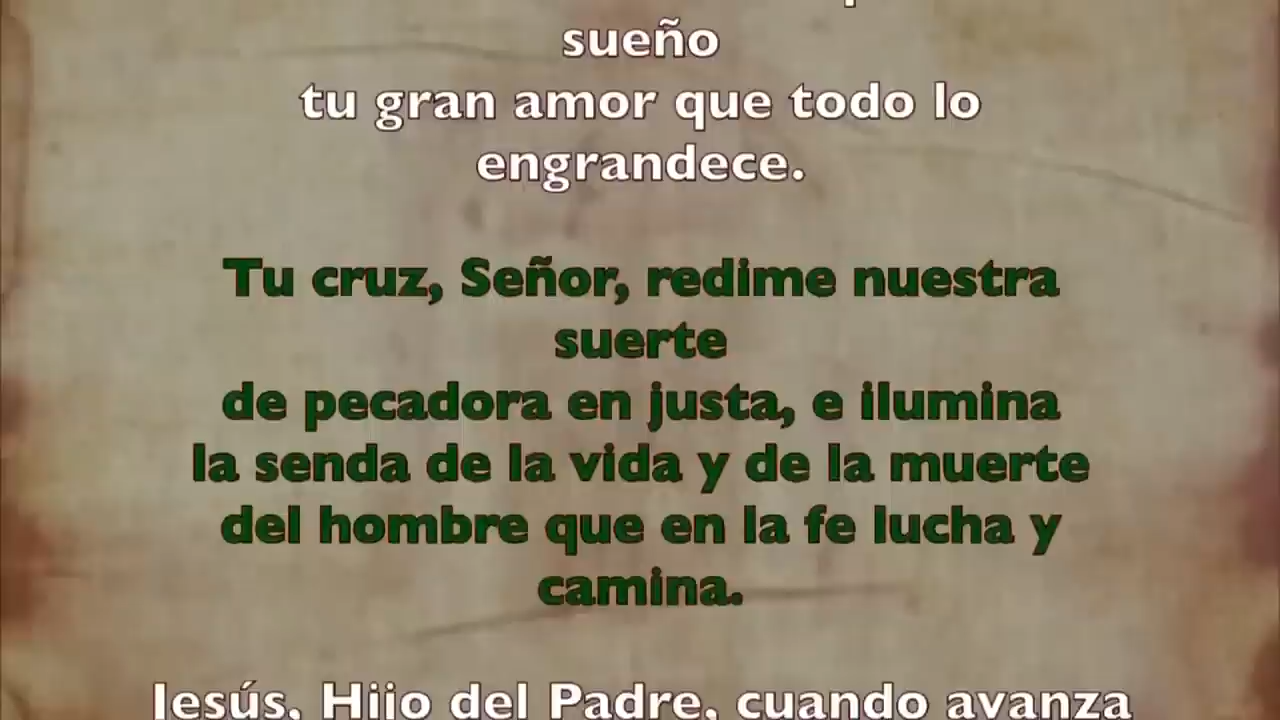 sueño
tu gran amor que todo lo
engrandece.
Tu cruz, Señor, redime nuestra
suerte
de pecadora en justa, e ilumina
la senda de la vida y de la muerte
del hombre que en la fe lucha y
camina.
Jesús, Hijo del Padre, cuando avanza